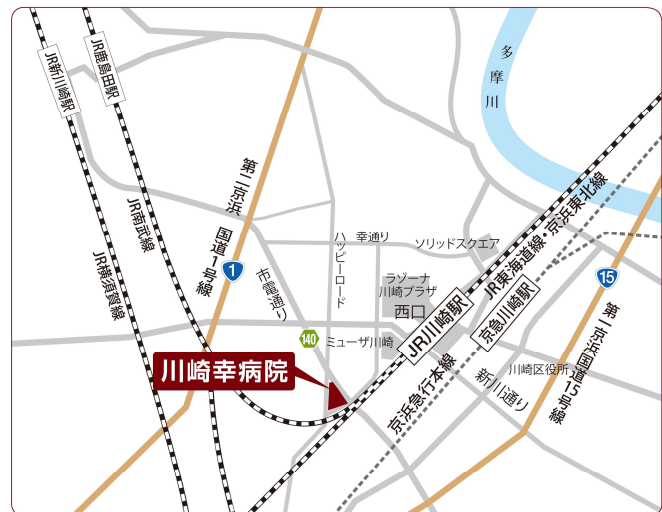 JR新川崎駅
JR鹿島田駅
多摩川
第二京浜 国道1号線
1
JR南武線
JR横須賀線
市電通り
ハッピーロード
幸通り
ソリッドスクエア
ラゾーナ
川崎プラザ
西口
ミューザ川崎
140
川崎幸病院
JR川崎駅
JR東海道線 京浜東北線
京急川崎駅
京浜急行本線
新川通り
川崎区役所
15
第一京浜国道15号線